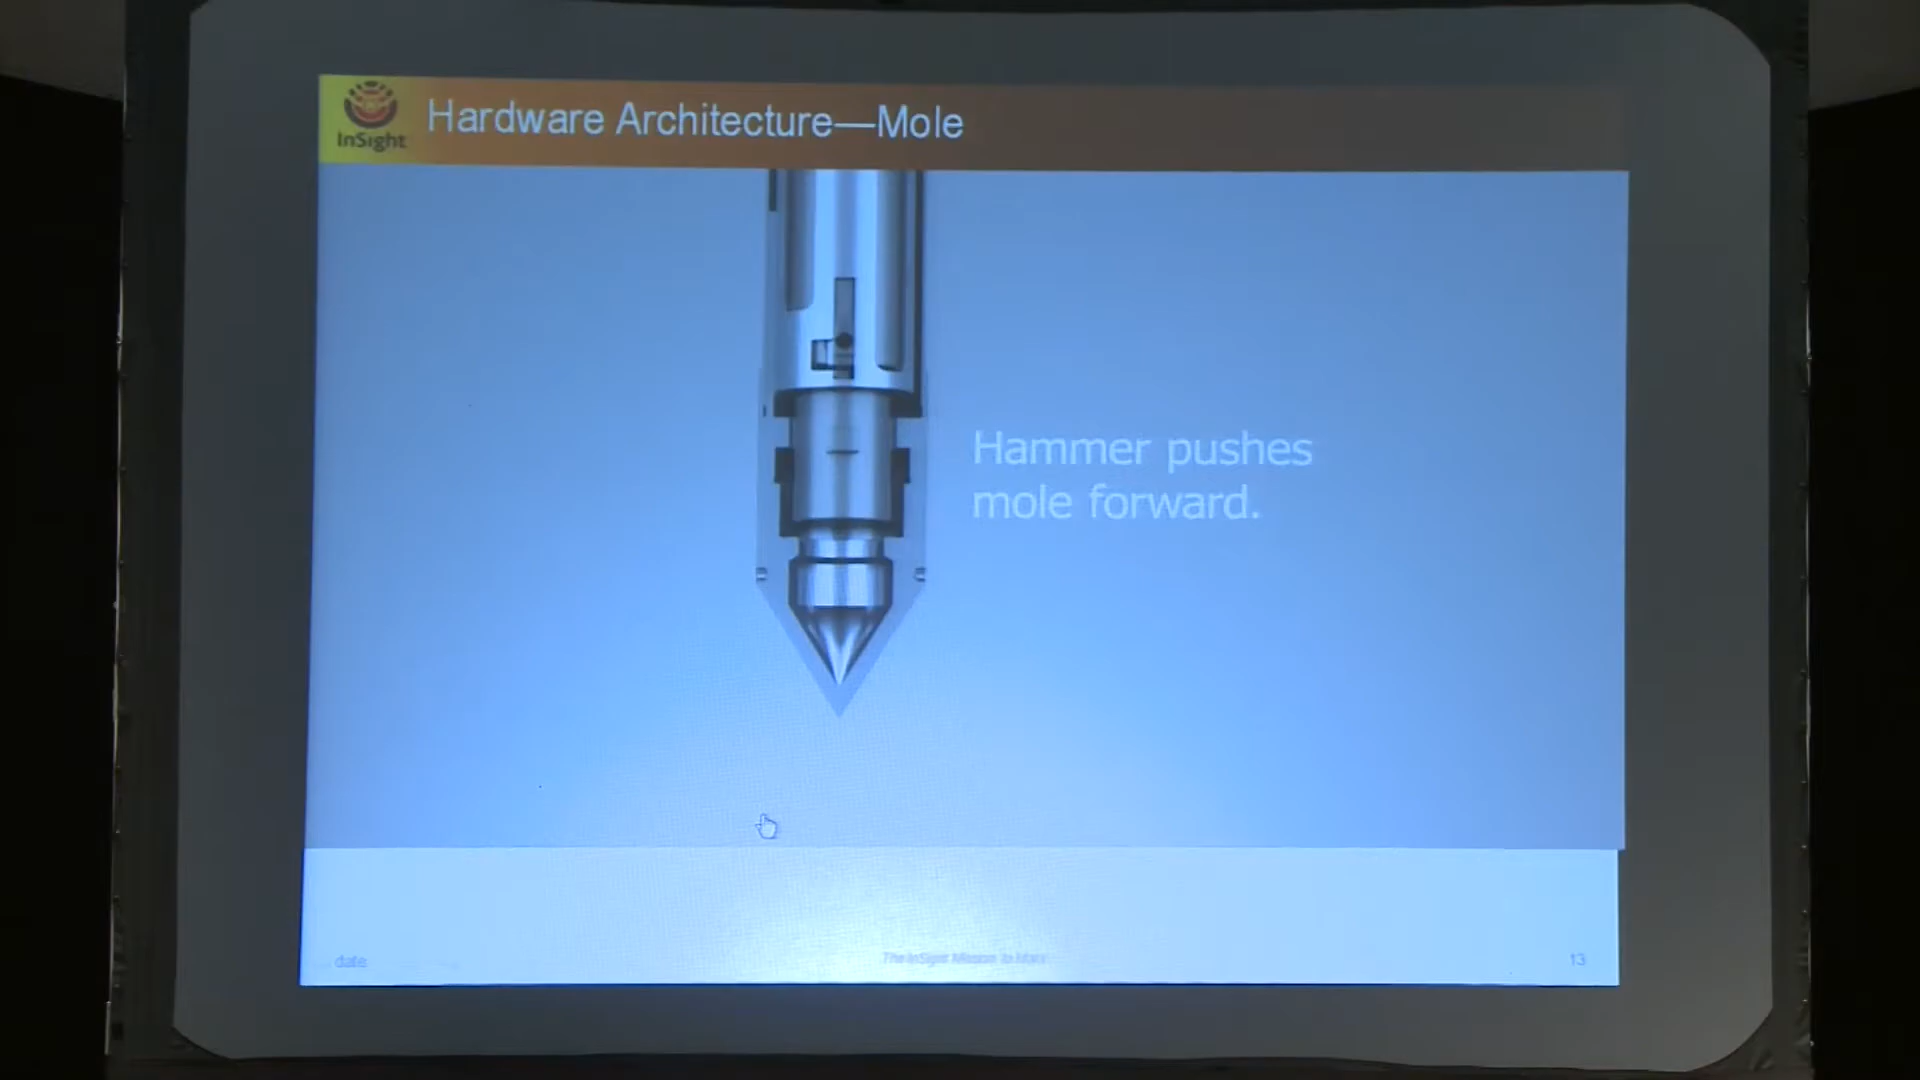 InSight
Hardware Architecture—Mole
Hammer pushes
mole forward.
date
The InSight Mission to Mars
13